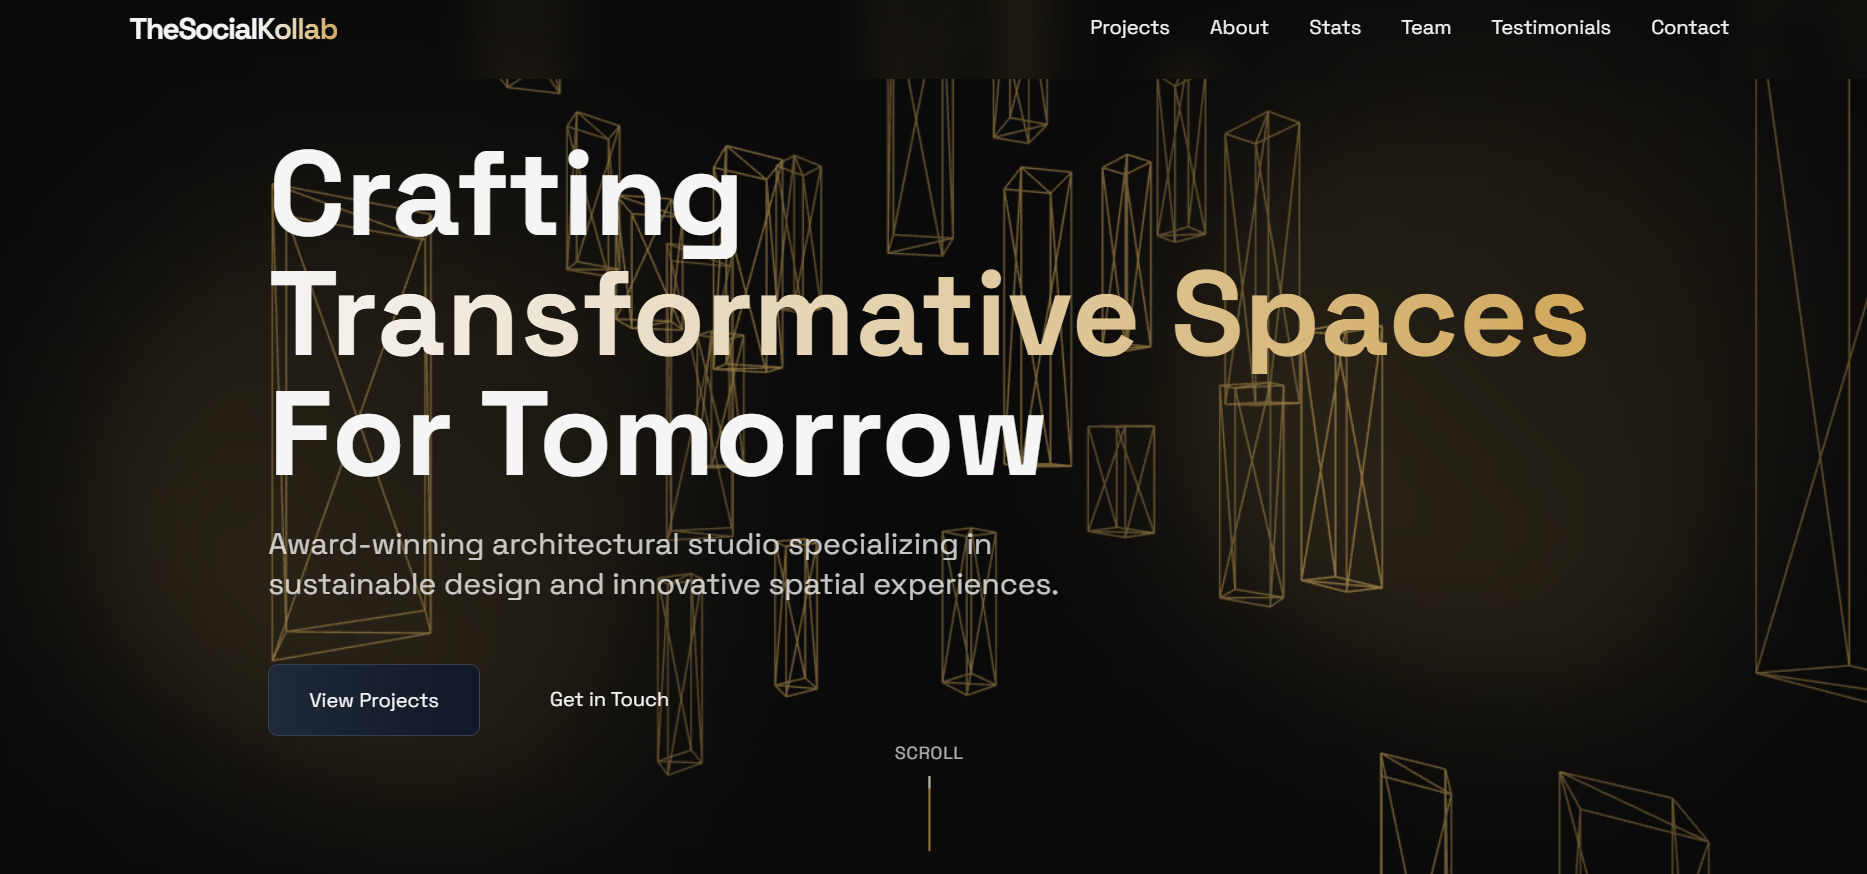 TheSocialKollab
Projects About Stats Team Testimonials Contact
Crafting
Transformative Spaces
For Tomorrow
Award-winning architectural studio specializing in
sustainable design and innovative spatial experiences.
View Projects
Get in Touch
SCROLL